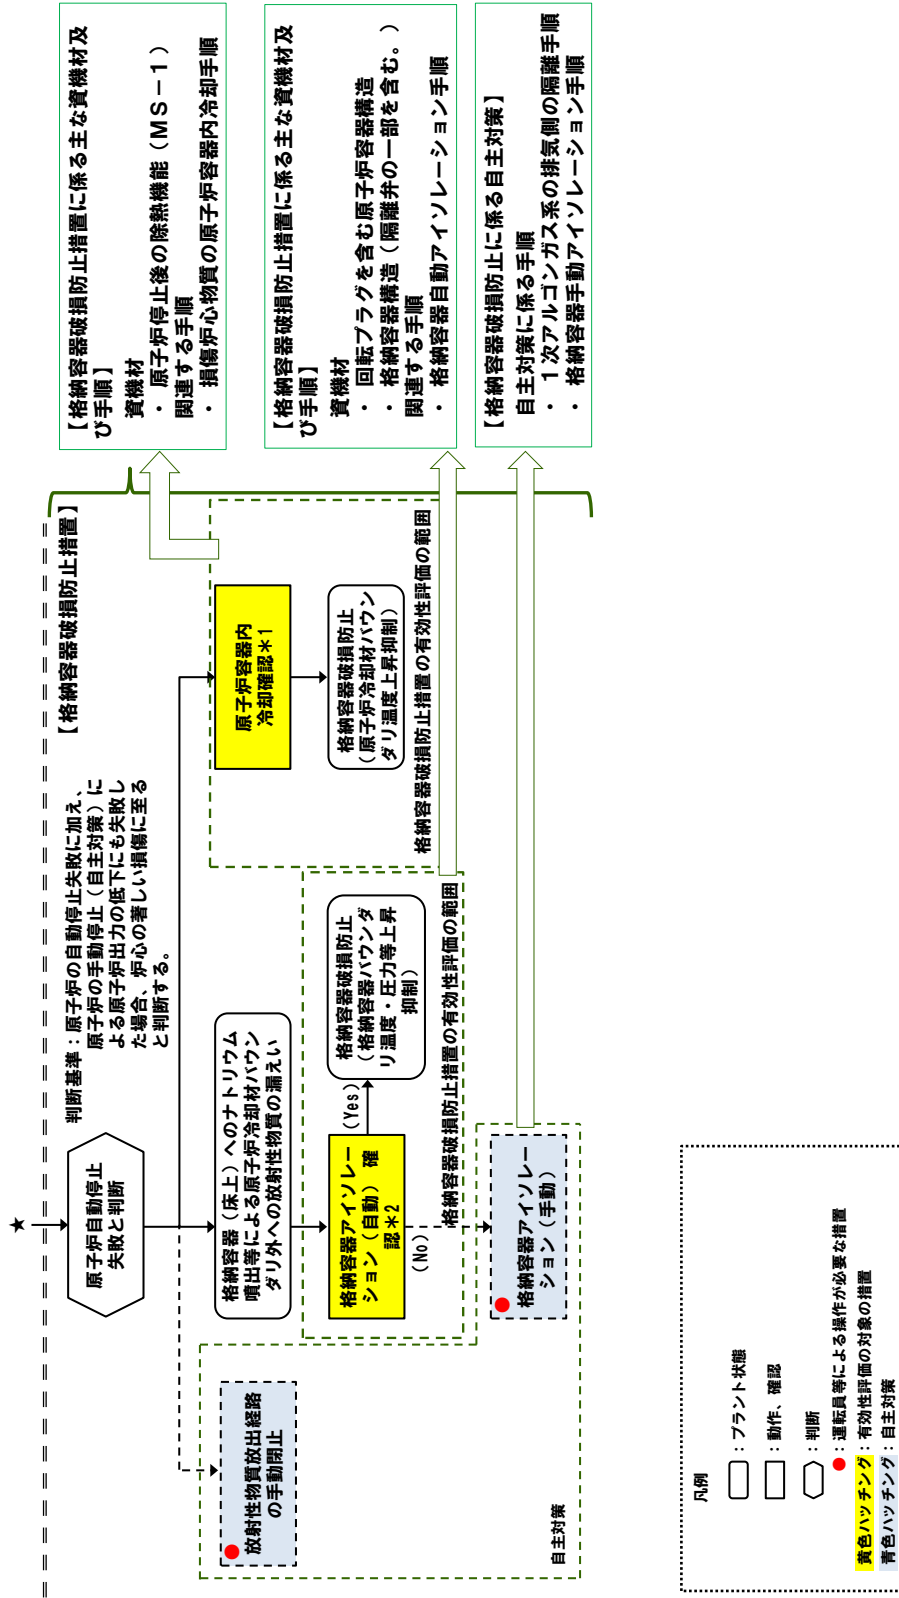 【格納容器破損防止措置】
★
原子炉自動停止
失敗と判断
判断基準：原子炉の自動停止失敗に加え、
原子炉の手動停止（自主対策）に
よる原子炉出力の低下にも失敗し
た場合、炉心の著しい損傷に至る
と判断する。
放射性物質放出経路
の手動閉止
格納容器（床上）へのナトリウム
噴出等による原子炉冷却材バウン
ダリ外への放射性物質の漏えい
原子炉容器内
冷却確認＊1
格納容器アイソレー
ション（自動） 確
認＊2
(Yes)
(No)
格納容器破損防止
（格納容器バウンダ
リ温度・圧力等上昇
抑制）
格納容器破損防止
（原子炉冷却材バウン
ダリ温度上昇抑制）
格納容器破損防止措置の有効性評価の範囲
格納容器破損防止措置の有効性評価の範囲
格納容器アイソレー
ション（手動）
自主対策
【格納容器破損防止措置に係る主な資機材及
び手順】
資機材
・ 原子炉停止後の除熱機能（ＭＳ－１）
関連する手順
・ 損傷炉心物質の原子炉容器内冷却手順
【格納容器破損防止措置に係る主な資機材及
び手順】
資機材
・ 回転プラグを含む原子炉容器構造
・ 格納容器構造（隔離弁の一部を含む。）
関連する手順
・ 格納容器自動アイソレーション手順
【格納容器破損防止に係る自主対策】
自主対策に係る手順
・ １次アルゴンガス系の排気側の隔離手順
・ 格納容器手動アイソレーション手順
凡例
：プラント状態
：動作、確認
：判断
：運転員等による操作が必要な措置
黄色ハッチング：有効性評価の対象の措置
青色ハッチング：自主対策